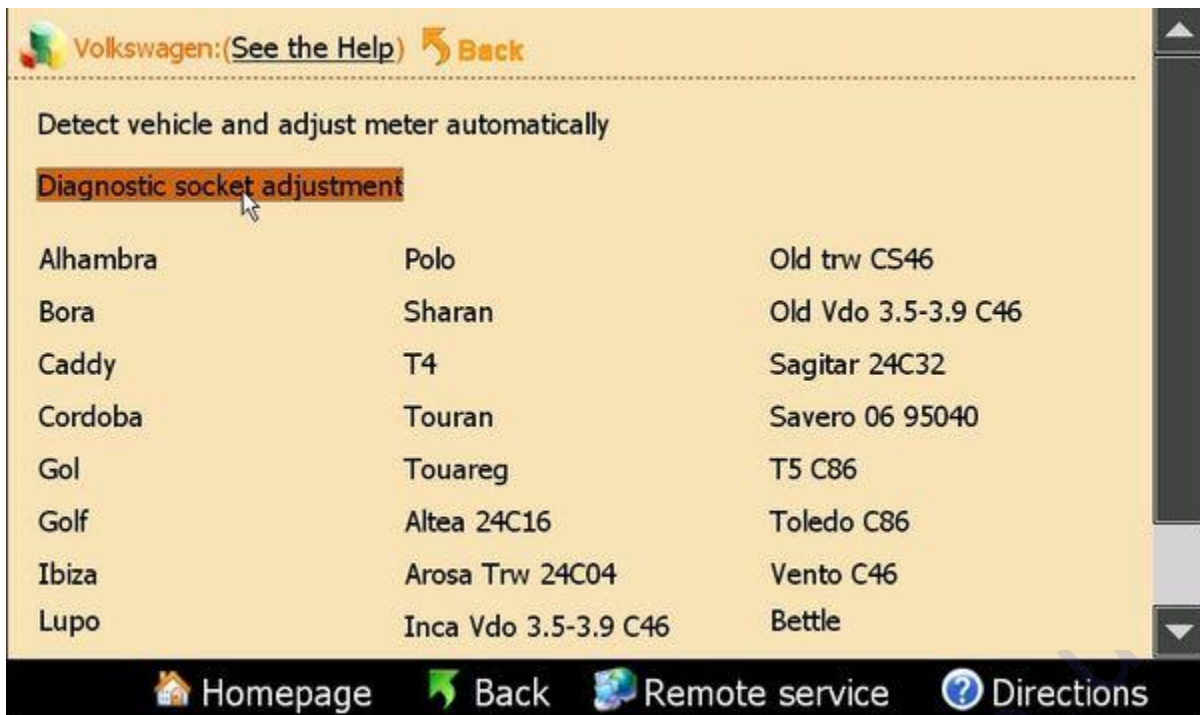 Volkswagen:(See the Help) Back
Detect vehicle and adjust meter automatically
Diagnostic socket adjustment
Alhambra Polo Old trw CS46
Bora Sharan Old Vdo 3.5-3.9 C46
Caddy T4 Sagitar 24C32
Cordoba Touran Savero 06 95040
Gol Touareg T5 C86
Golf Altea 24C16 Toledo C86
Ibiza Arosa Trw 24C04 Vento C46
Lupo Inca Vdo 3.5-3.9 C46 Bettle
Homepage Back Remote service Directions